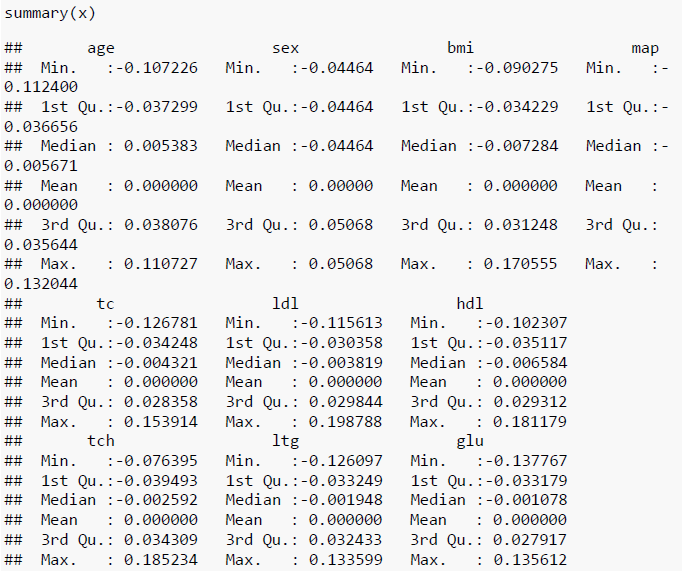 summary(x)
##       age                 sex                bmi                 map
##  Min.   :-0.107226   Min.   :-0.04464   Min.   :-0.090275   Min.   :-
0.112400
##  1st Qu.:-0.037299   1st Qu.:-0.04464   1st Qu.:-0.034229   1st Qu.:-
0.036656
##  Median : 0.005383   Median :-0.04464   Median :-0.007284   Median :-
0.005671
##  Mean   : 0.000000   Mean   : 0.00000   Mean   : 0.000000   Mean   :
0.000000
##  3rd Qu.: 0.038076   3rd Qu.: 0.05068   3rd Qu.: 0.031248   3rd Qu.:
0.035644
##  Max.   : 0.110727   Max.   : 0.05068   Max.   : 0.170555   Max.   :
0.132044
##        tc                 ldl                 hdl
##  Min.   :-0.126781   Min.   :-0.115613   Min.   :-0.102307
##  1st Qu.:-0.034248   1st Qu.:-0.030358   1st Qu.:-0.035117
##  Median :-0.004321   Median :-0.003819   Median :-0.006584
##  Mean   : 0.000000   Mean   : 0.000000   Mean   : 0.000000
##  3rd Qu.: 0.028358   3rd Qu.: 0.029844   3rd Qu.: 0.029312
##  Max.   : 0.153914   Max.   : 0.198788   Max.   : 0.181179
##       tch                 ltg                 glu
##  Min.   :-0.076395   Min.   :-0.126097   Min.   :-0.137767
##  1st Qu.:-0.039493   1st Qu.:-0.033249   1st Qu.:-0.033179
##  Median :-0.002592   Median :-0.001948   Median :-0.001078
##  Mean   : 0.000000   Mean   : 0.000000   Mean   : 0.000000
##  3rd Qu.: 0.034309   3rd Qu.: 0.032433   3rd Qu.: 0.027917
##  Max.   : 0.185234   Max.   : 0.133599   Max.   : 0.135612